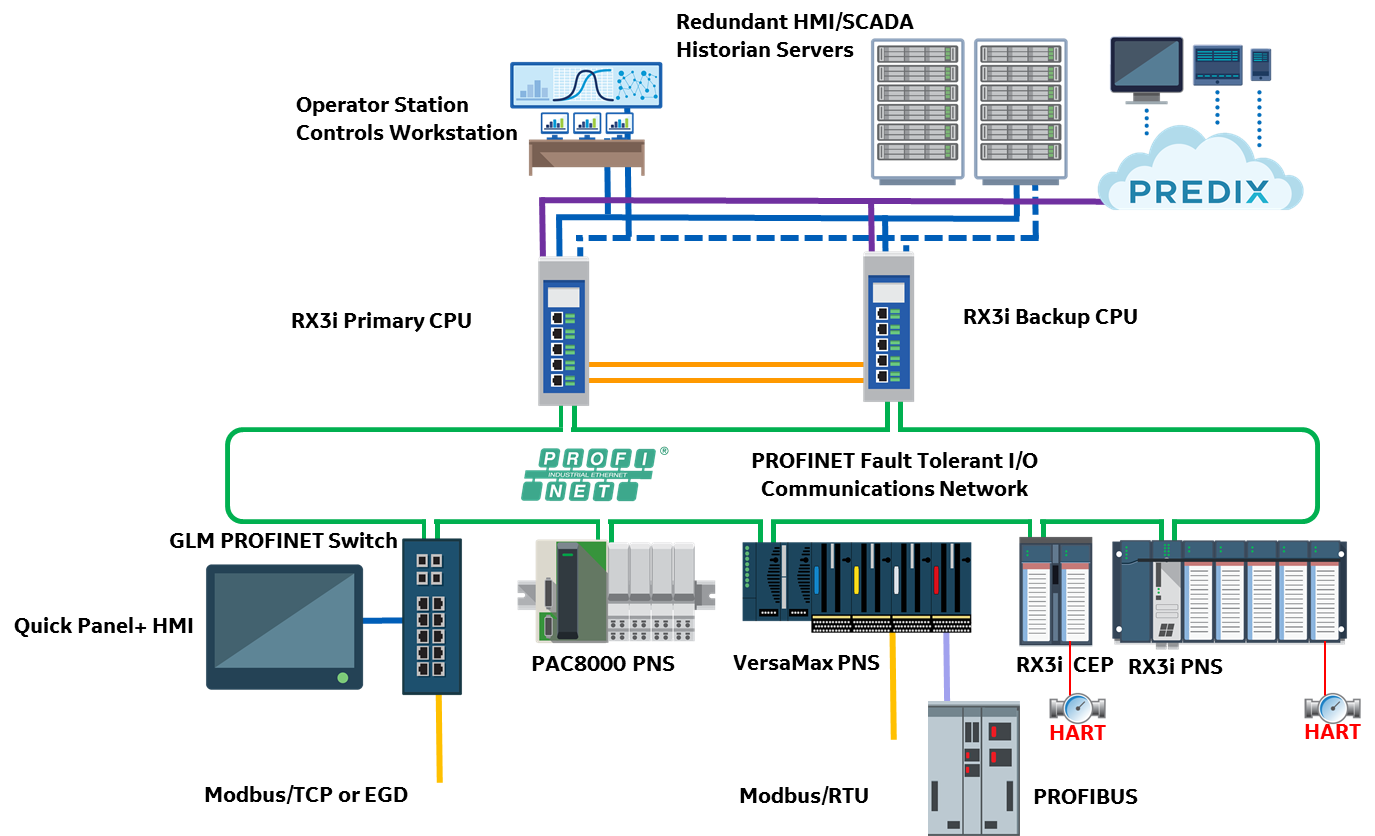 Redundant HMI/SCADA
Historian Servers
Operator Station
Controls Workstation
PREDIX
RX3i Primary CPU
RX3i Backup CPU
PROFI®
INDUSTRIAL ETHERNET
NET
PROFINET Fault Tolerant I/O
Communications Network
GLM PROFINET Switch
Quick Panel+ HMI
PAC8000 PNS
VersaMax PNS
RX3i CEP
RX3i PNS
HART
HART
Modbus/TCP or EGD
Modbus/RTU
PROFIBUS